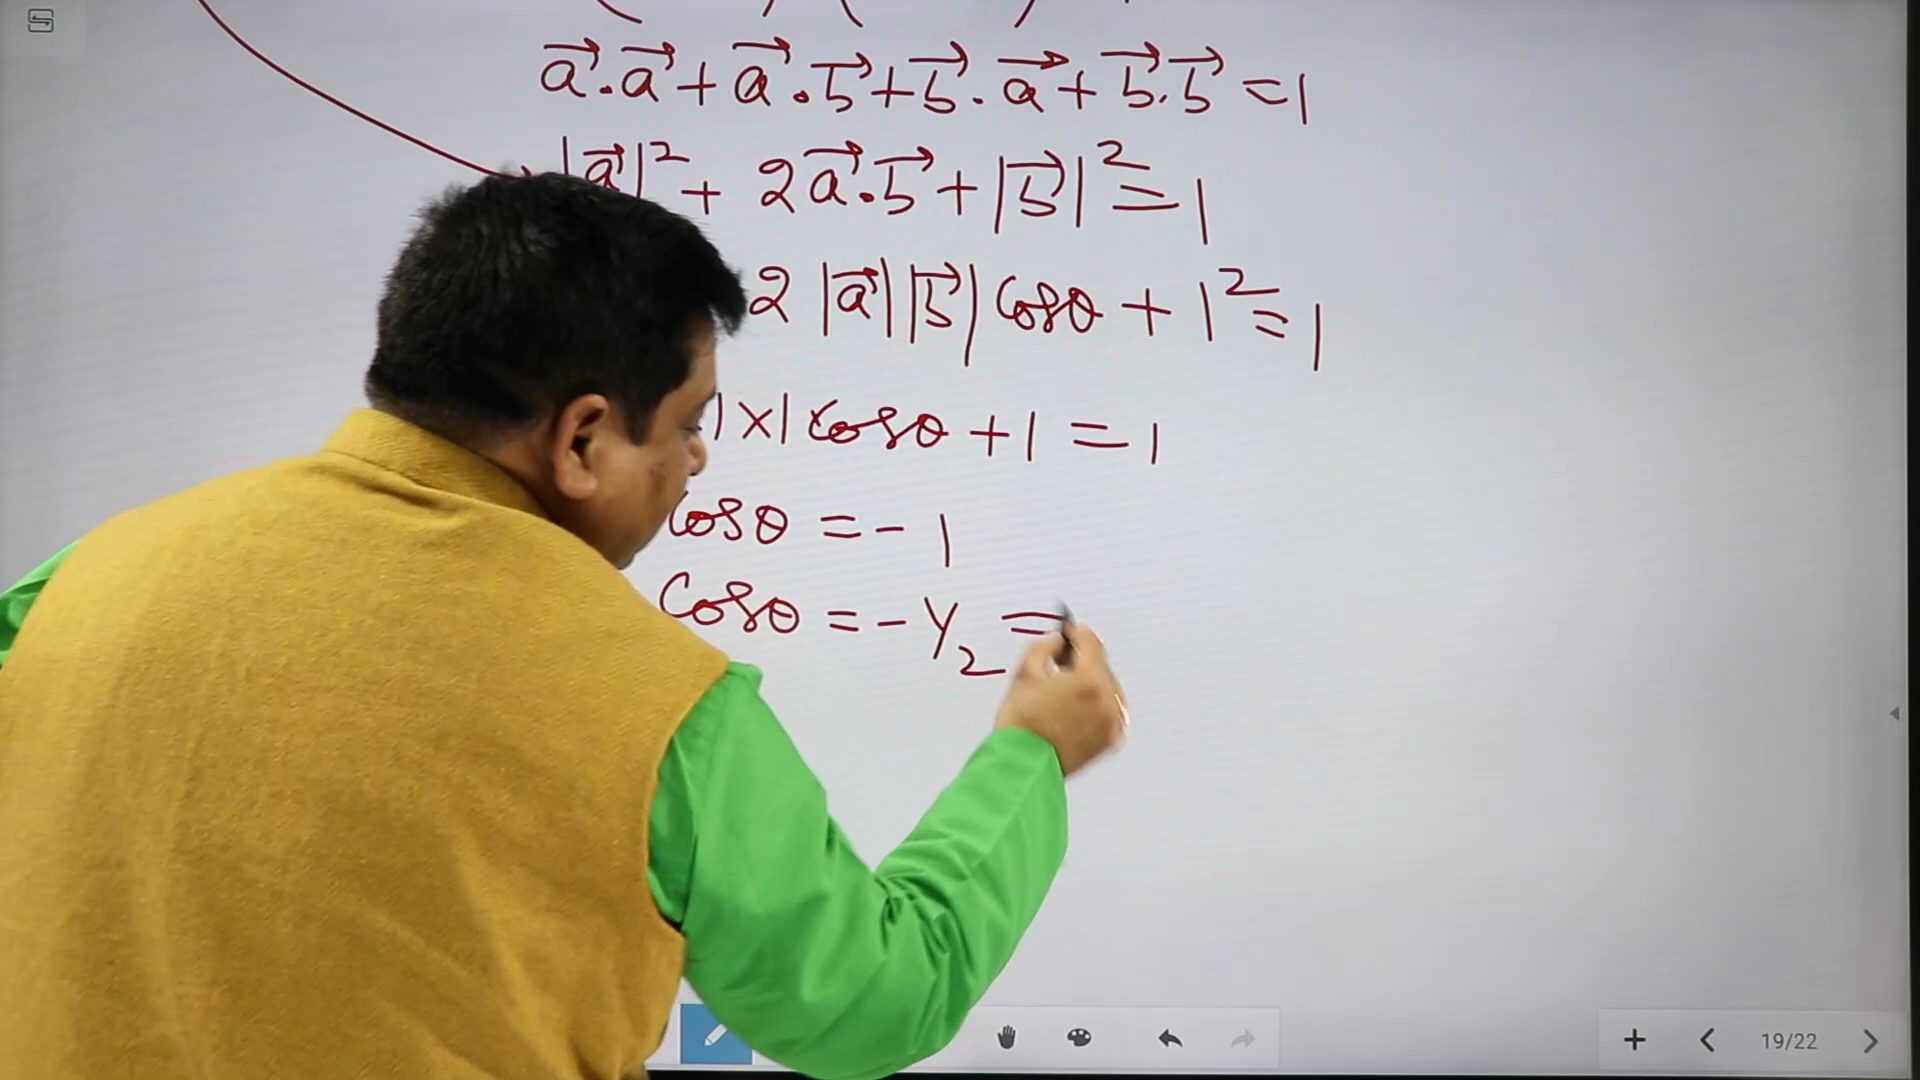 a⃗.a⃗ + a⃗.b⃗ + b⃗.a⃗ + b⃗.b⃗ = 1
|a⃗|² + 2a⃗.b⃗ + |b⃗|² = 1
2 |a⃗| |b⃗| cosθ + 1² = 1
1×1 cosθ + 1 = 1
cosθ = - 1
cosθ = - 1/2 =
19/22